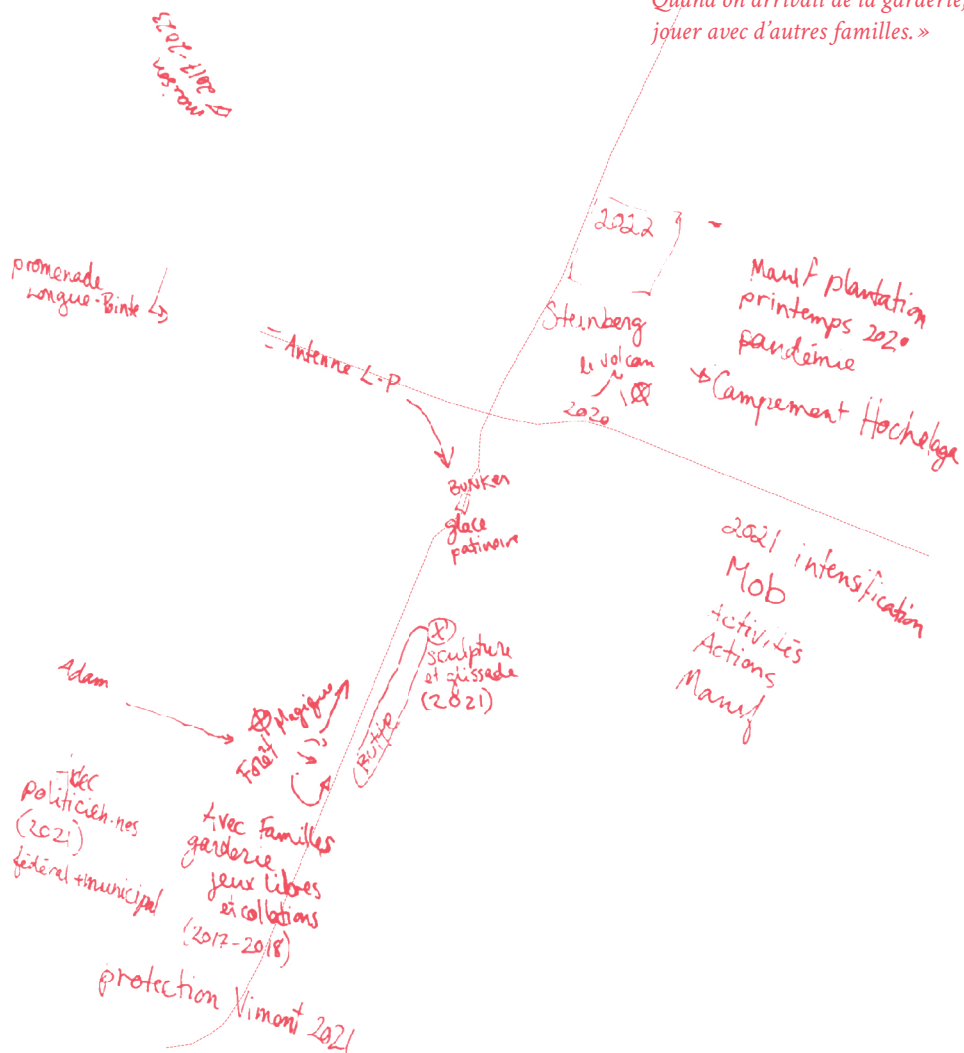 Quand on arrivait de la garderie,
jouer avec d'autres familles. »
maison
2017-2023
2022
promenade
Longue-Pointe
Manif plantation
printemps 2020
pandémie
Campement Hochelaga
Steinberg
le volcan
2020
= Antenne L-P
BUNKER
glace
patinoire
2021 intensification
Mob
Activités
Actions
Manif
sculpture
et glissade
(2021)
Butte
Adam
Forêt magique
Avec
politicien·nes
(2021)
fédéral + municipal
Avec Familles
garderie
jeux libres
et collations
(2017-2018)
protection Vimont 2021